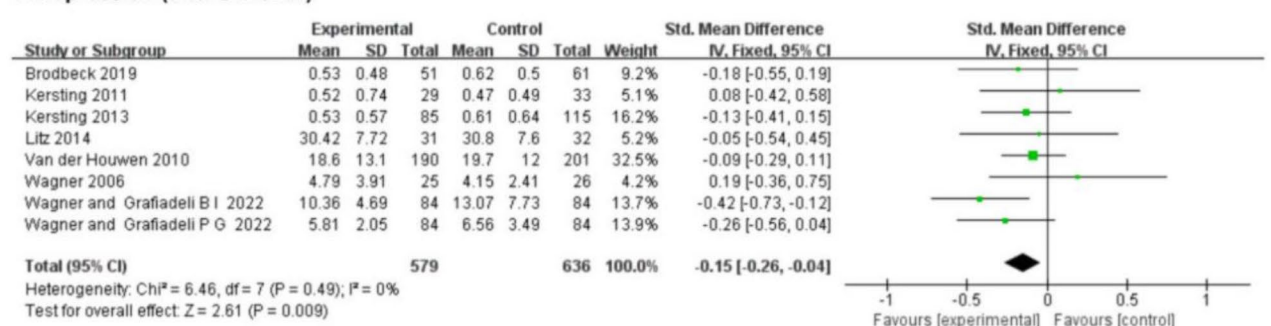 Experimental Control Std. Mean Difference Std. Mean Difference
Study or Subgroup Mean SD Total Mean SD Total Weight IV, Fixed, 95% CI IV, Fixed, 95% CI
Brodbeck 2019 0.53 0.48 51 0.62 0.5 61 9.2% -0.18 [-0.55, 0.19]
Kersting 2011 0.52 0.74 29 0.47 0.49 33 5.1% 0.08 [-0.42, 0.58]
Kersting 2013 0.53 0.57 85 0.61 0.64 115 16.2% -0.13 [-0.41, 0.15]
Litz 2014 30.42 7.72 31 30.8 7.6 32 5.2% -0.05 [-0.54, 0.45]
Van der Houwen 2010 18.6 13.1 190 19.7 12 201 32.5% -0.09 [-0.29, 0.11]
Wagner 2006 4.79 3.91 25 4.15 2.41 26 4.2% 0.19 [-0.36, 0.75]
Wagner and Grafiadeli B I 2022 10.36 4.69 84 13.07 7.73 84 13.7% -0.42 [-0.73, -0.12]
Wagner and Grafiadeli P G 2022 5.81 2.05 84 6.56 3.49 84 13.9% -0.26 [-0.56, 0.04]
Total (95% CI) 579 636 100.0% -0.15 [-0.26, -0.04]
Heterogeneity: Chi² = 6.46, df = 7 (P = 0.49); I² = 0%
Test for overall effect: Z = 2.61 (P = 0.009)
-1 -0.5 0 0.5 1
Favours [experimental] Favours [control]